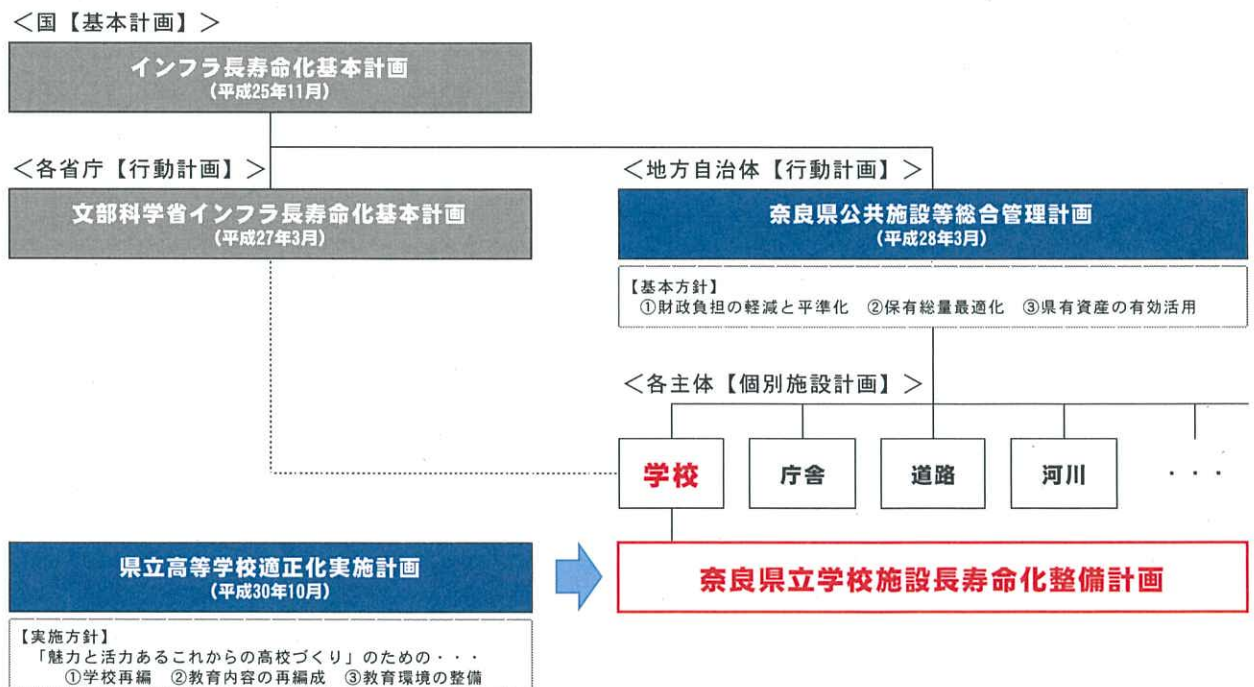 ＜国【基本計画】＞
インフラ長寿命化基本計画
(平成25年11月)
＜各省庁【行動計画】＞
文部科学省インフラ長寿命化基本計画
(平成27年3月)
＜地方自治体【行動計画】＞
奈良県公共施設等総合管理計画
(平成28年3月)
【基本方針】
①財政負担の軽減と平準化　②保有総量最適化　③県有資産の有効活用
＜各主体【個別施設計画】＞
学校
庁舎
道路
河川
・・・
県立高等学校適正化実施計画
(平成30年10月)
奈良県立学校施設長寿命化整備計画
【実施方針】
「魅力と活力あるこれからの高校づくり」のための・・・
①学校再編　②教育内容の再編成　③教育環境の整備